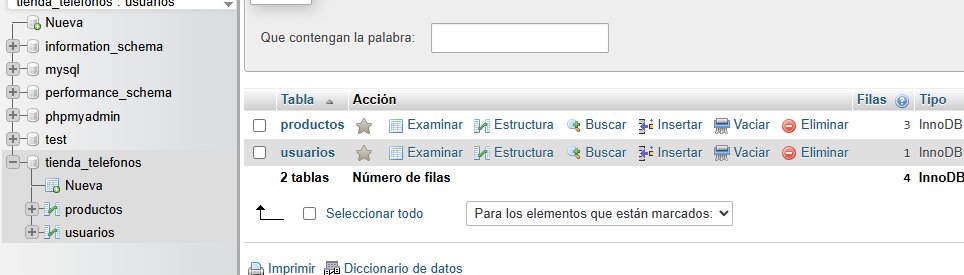 tienda_telefonos . usuarios
Nueva
information_schema
mysql
performance_schema
phpmyadmin
test
tienda_telefonos
Nueva
productos
usuarios
Que contengan la palabra:
Tabla Acción Filas Tipo
productos Examinar Estructura Buscar Insertar Vaciar Eliminar 3 InnoDB
usuarios Examinar Estructura Buscar Insertar Vaciar Eliminar 1 InnoDB
2 tablas Número de filas 4 InnoDB
Seleccionar todo Para los elementos que están marcados:
Imprimir Diccionario de datos